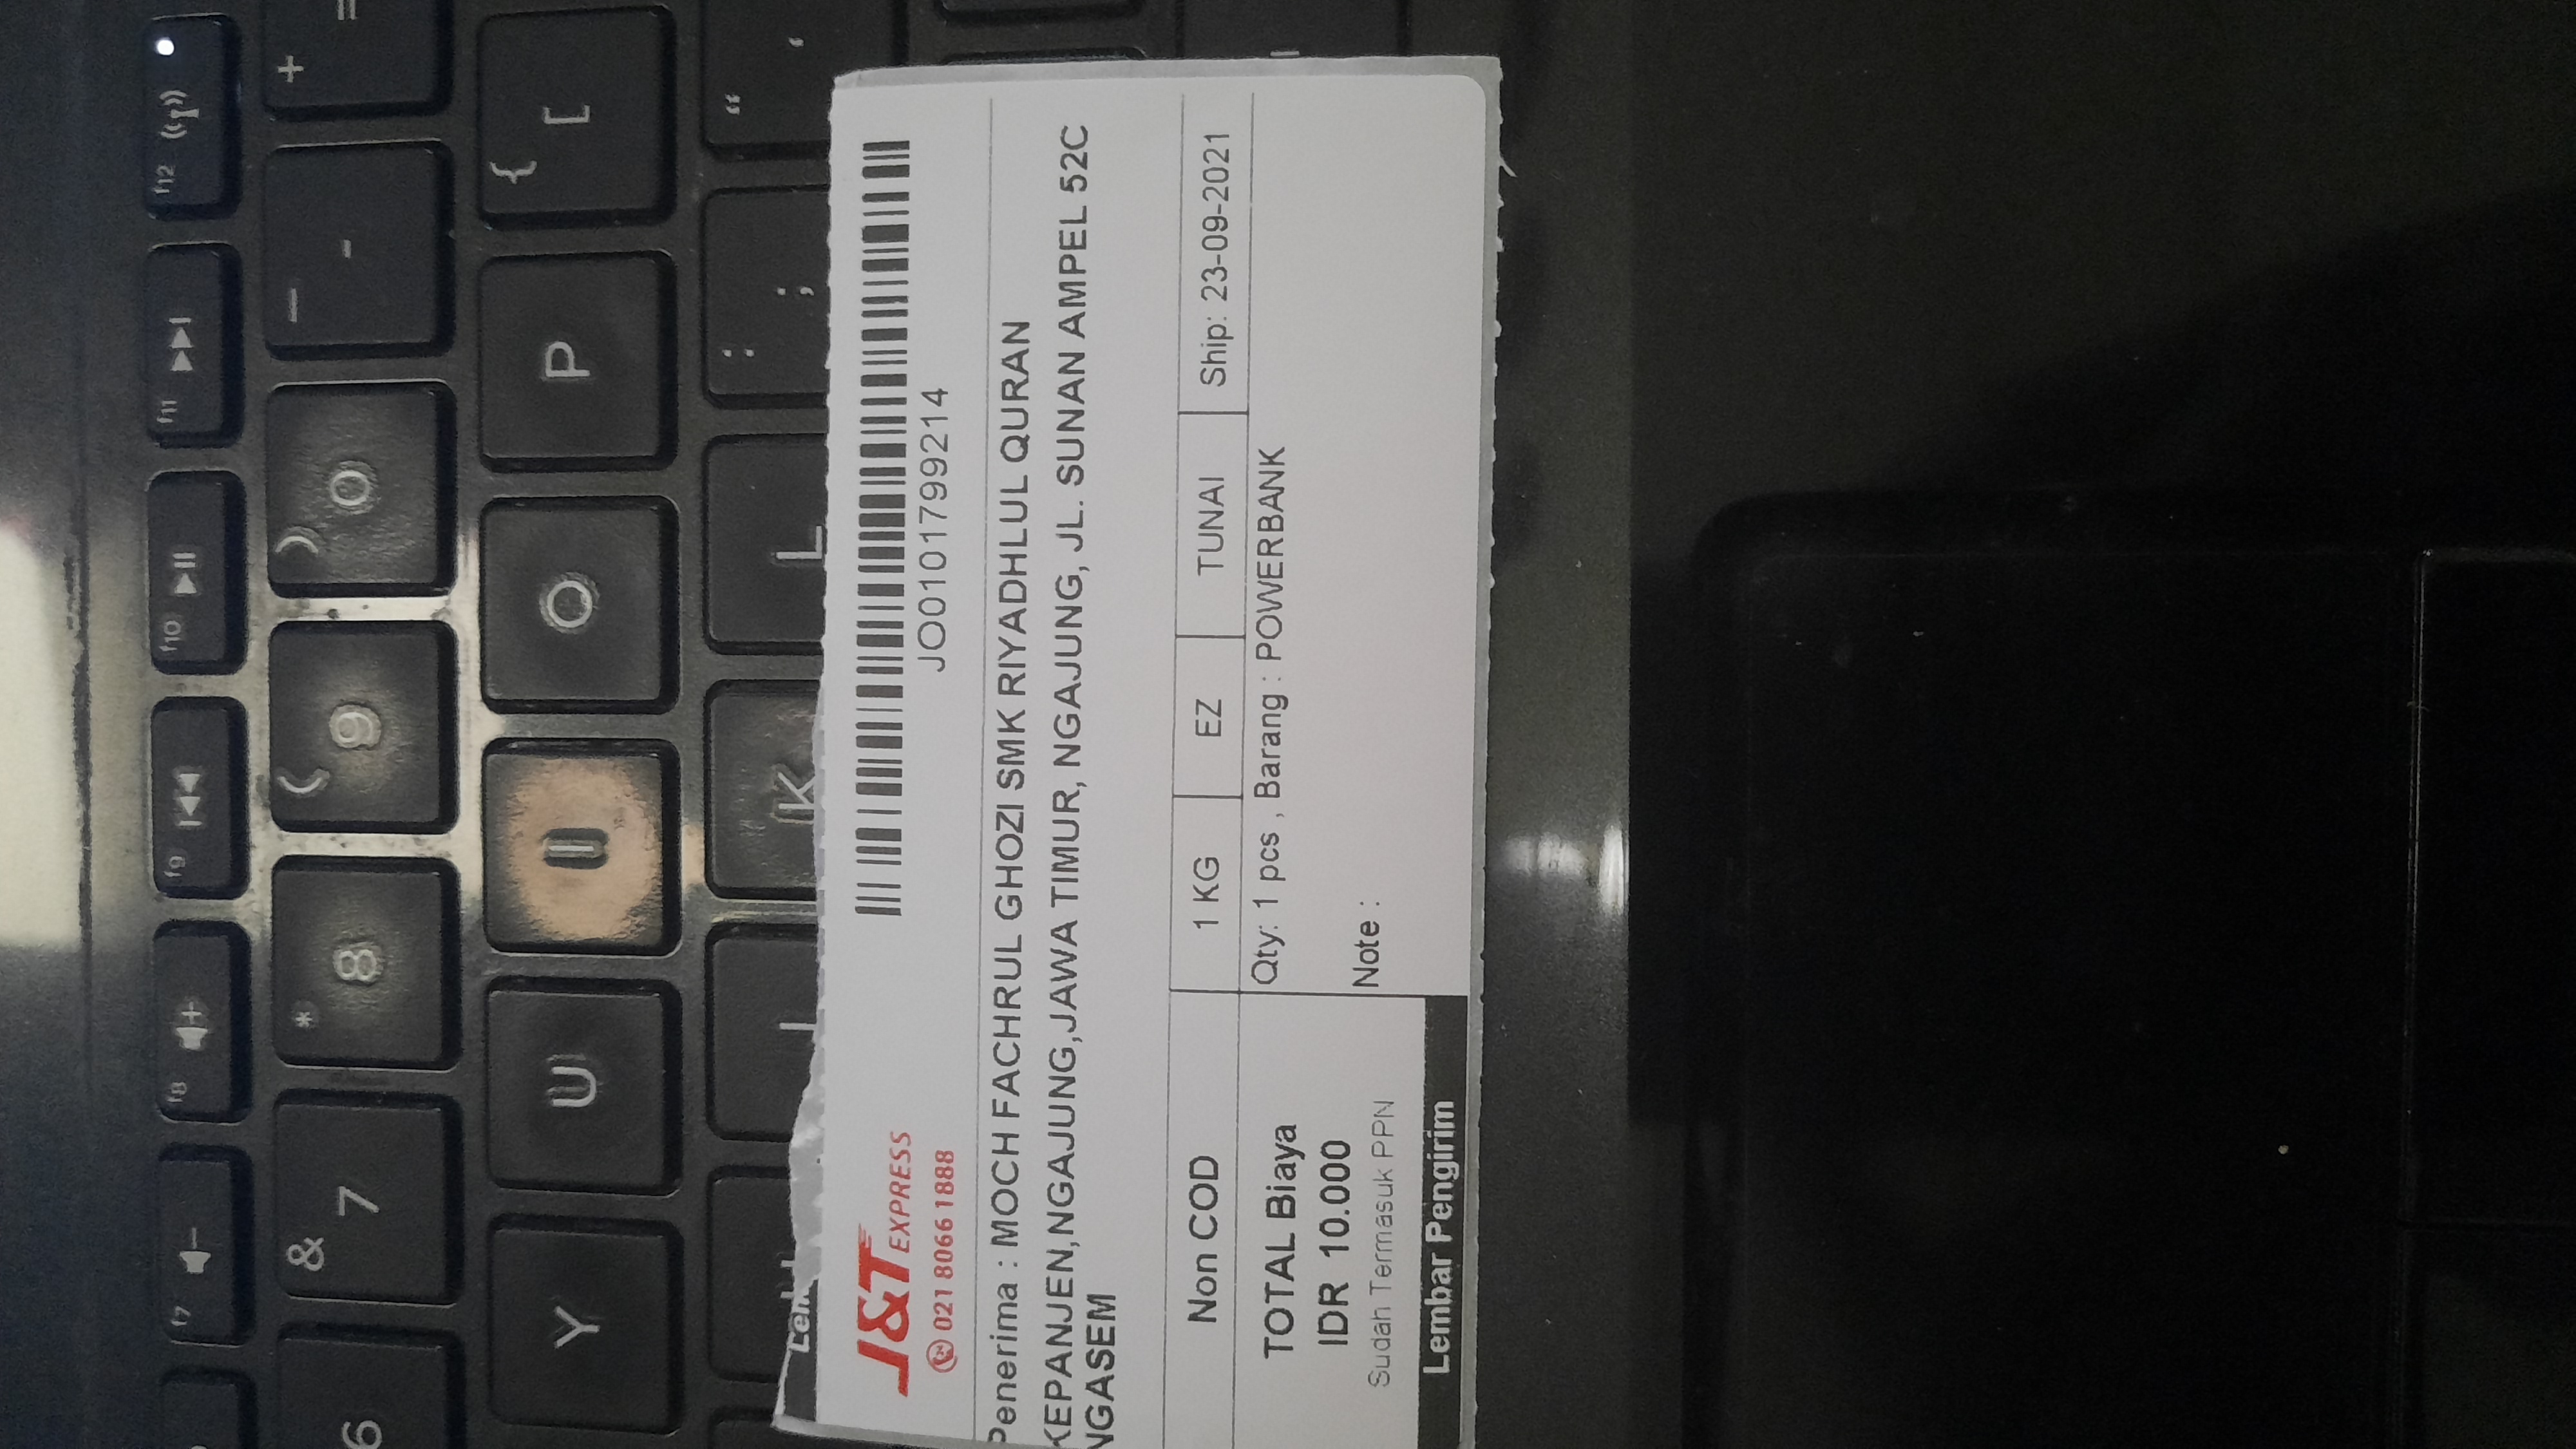 f7
f8
f9
f10
f11
f12
6
& 7
* 8
( 9
) 0
— -
+ =
Y
U
I
O
P
{ [
K
L
: ;
“ ‘
J&T EXPRESS
021 8066 1888
JO0101799214
Penerima : MOCH FACHRUL GHOZI SMK RIYADHLUL QURAN
KEPANJEN,NGAJUNG,JAWA TIMUR, NGAJUNG, JL. SUNAN AMPEL 52C
NGASEM
Non COD
1 KG
EZ
TUNAI
Ship: 23-09-2021
TOTAL Biaya
IDR 10.000
Sudah Termasuk PPN
Lembar Pengirim
Qty: 1 pcs , Barang : POWERBANK
Note :